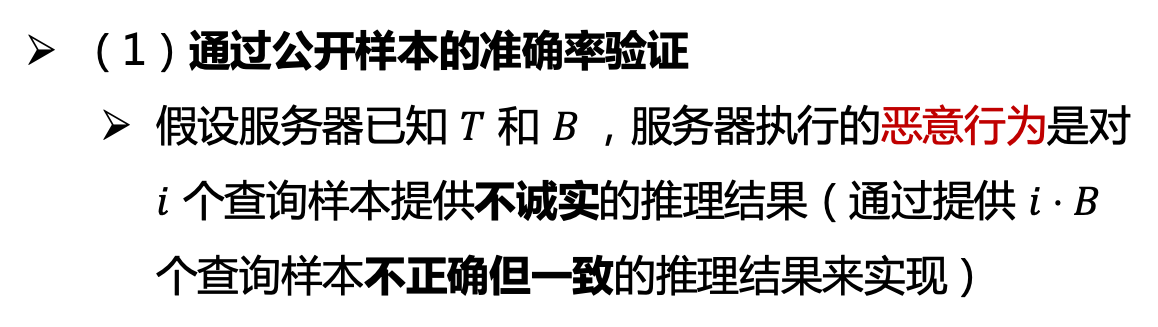 ➢ （1）通过公开样本的准确率验证
➢ 假设服务器已知 T 和 B ，服务器执行的恶意行为是对
i 个查询样本提供不诚实的推理结果（通过提供 i · B
个查询样本不正确但一致的推理结果来实现）